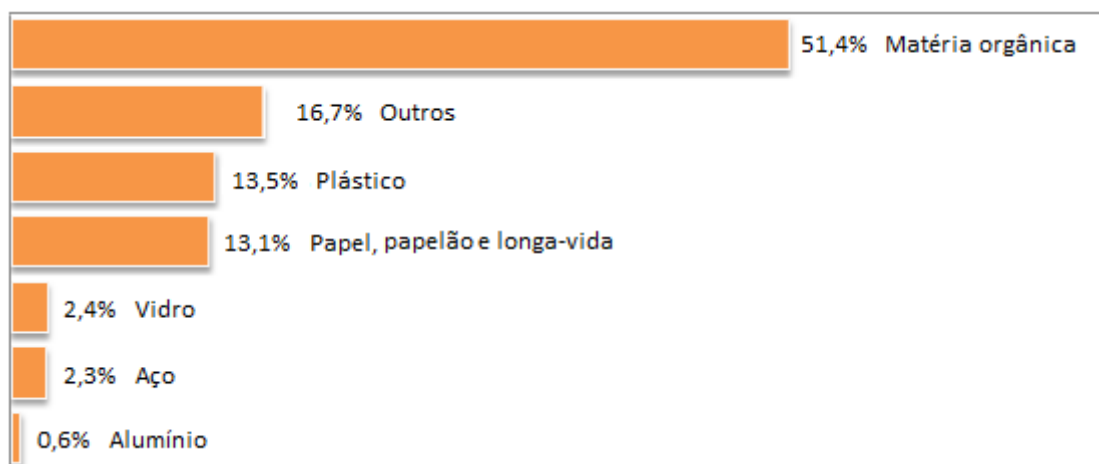 51,4% Matéria orgânica
16,7% Outros
13,5% Plástico
13,1% Papel, papelão e longa-vida
2,4% Vidro
2,3% Aço
0,6% Alumínio